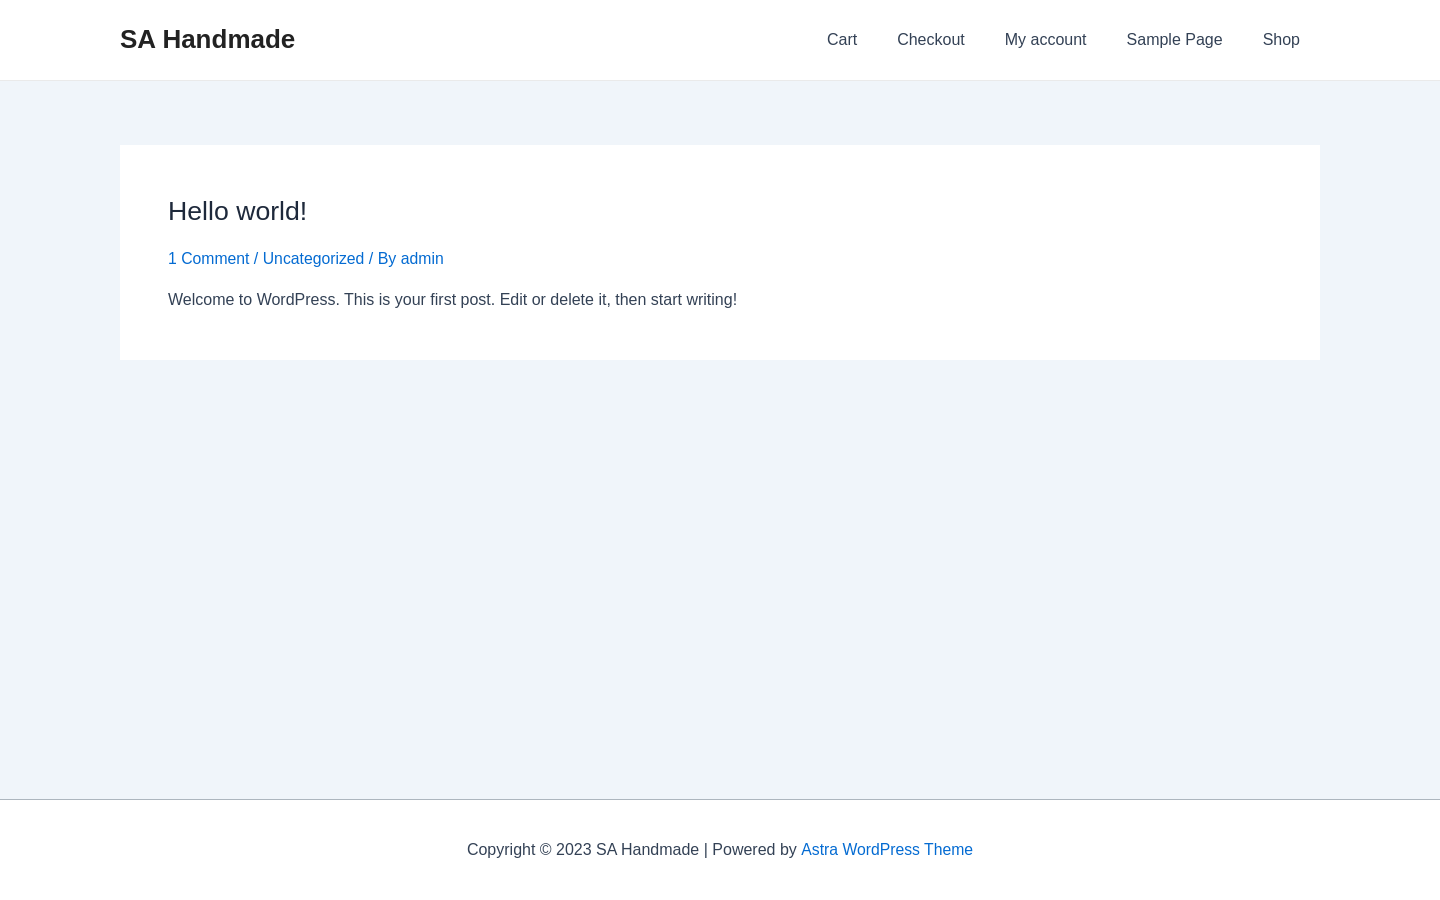 SA Handmade
Cart Checkout My account Sample Page Shop
Hello world!
1 Comment / Uncategorized / By admin
Welcome to WordPress. This is your first post. Edit or delete it, then start writing!
Copyright © 2023 SA Handmade | Powered by Astra WordPress Theme